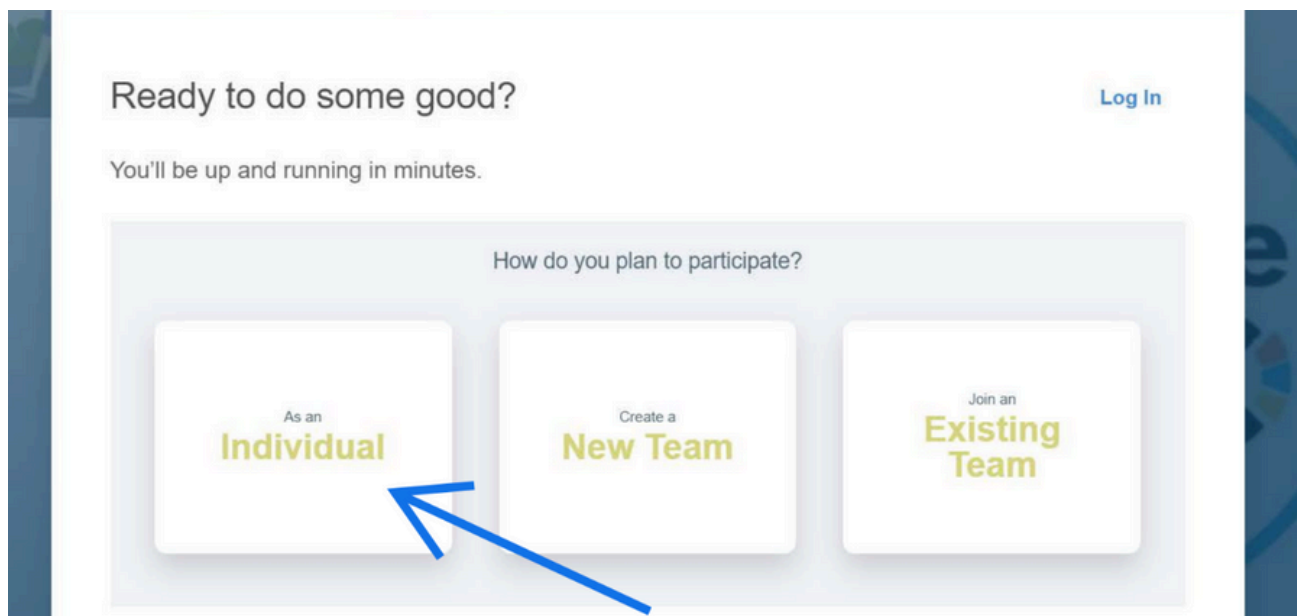 Ready to do some good?
Log In
You'll be up and running in minutes.
How do you plan to participate?
As an
Individual
Create a
New Team
Join an
Existing
Team
e